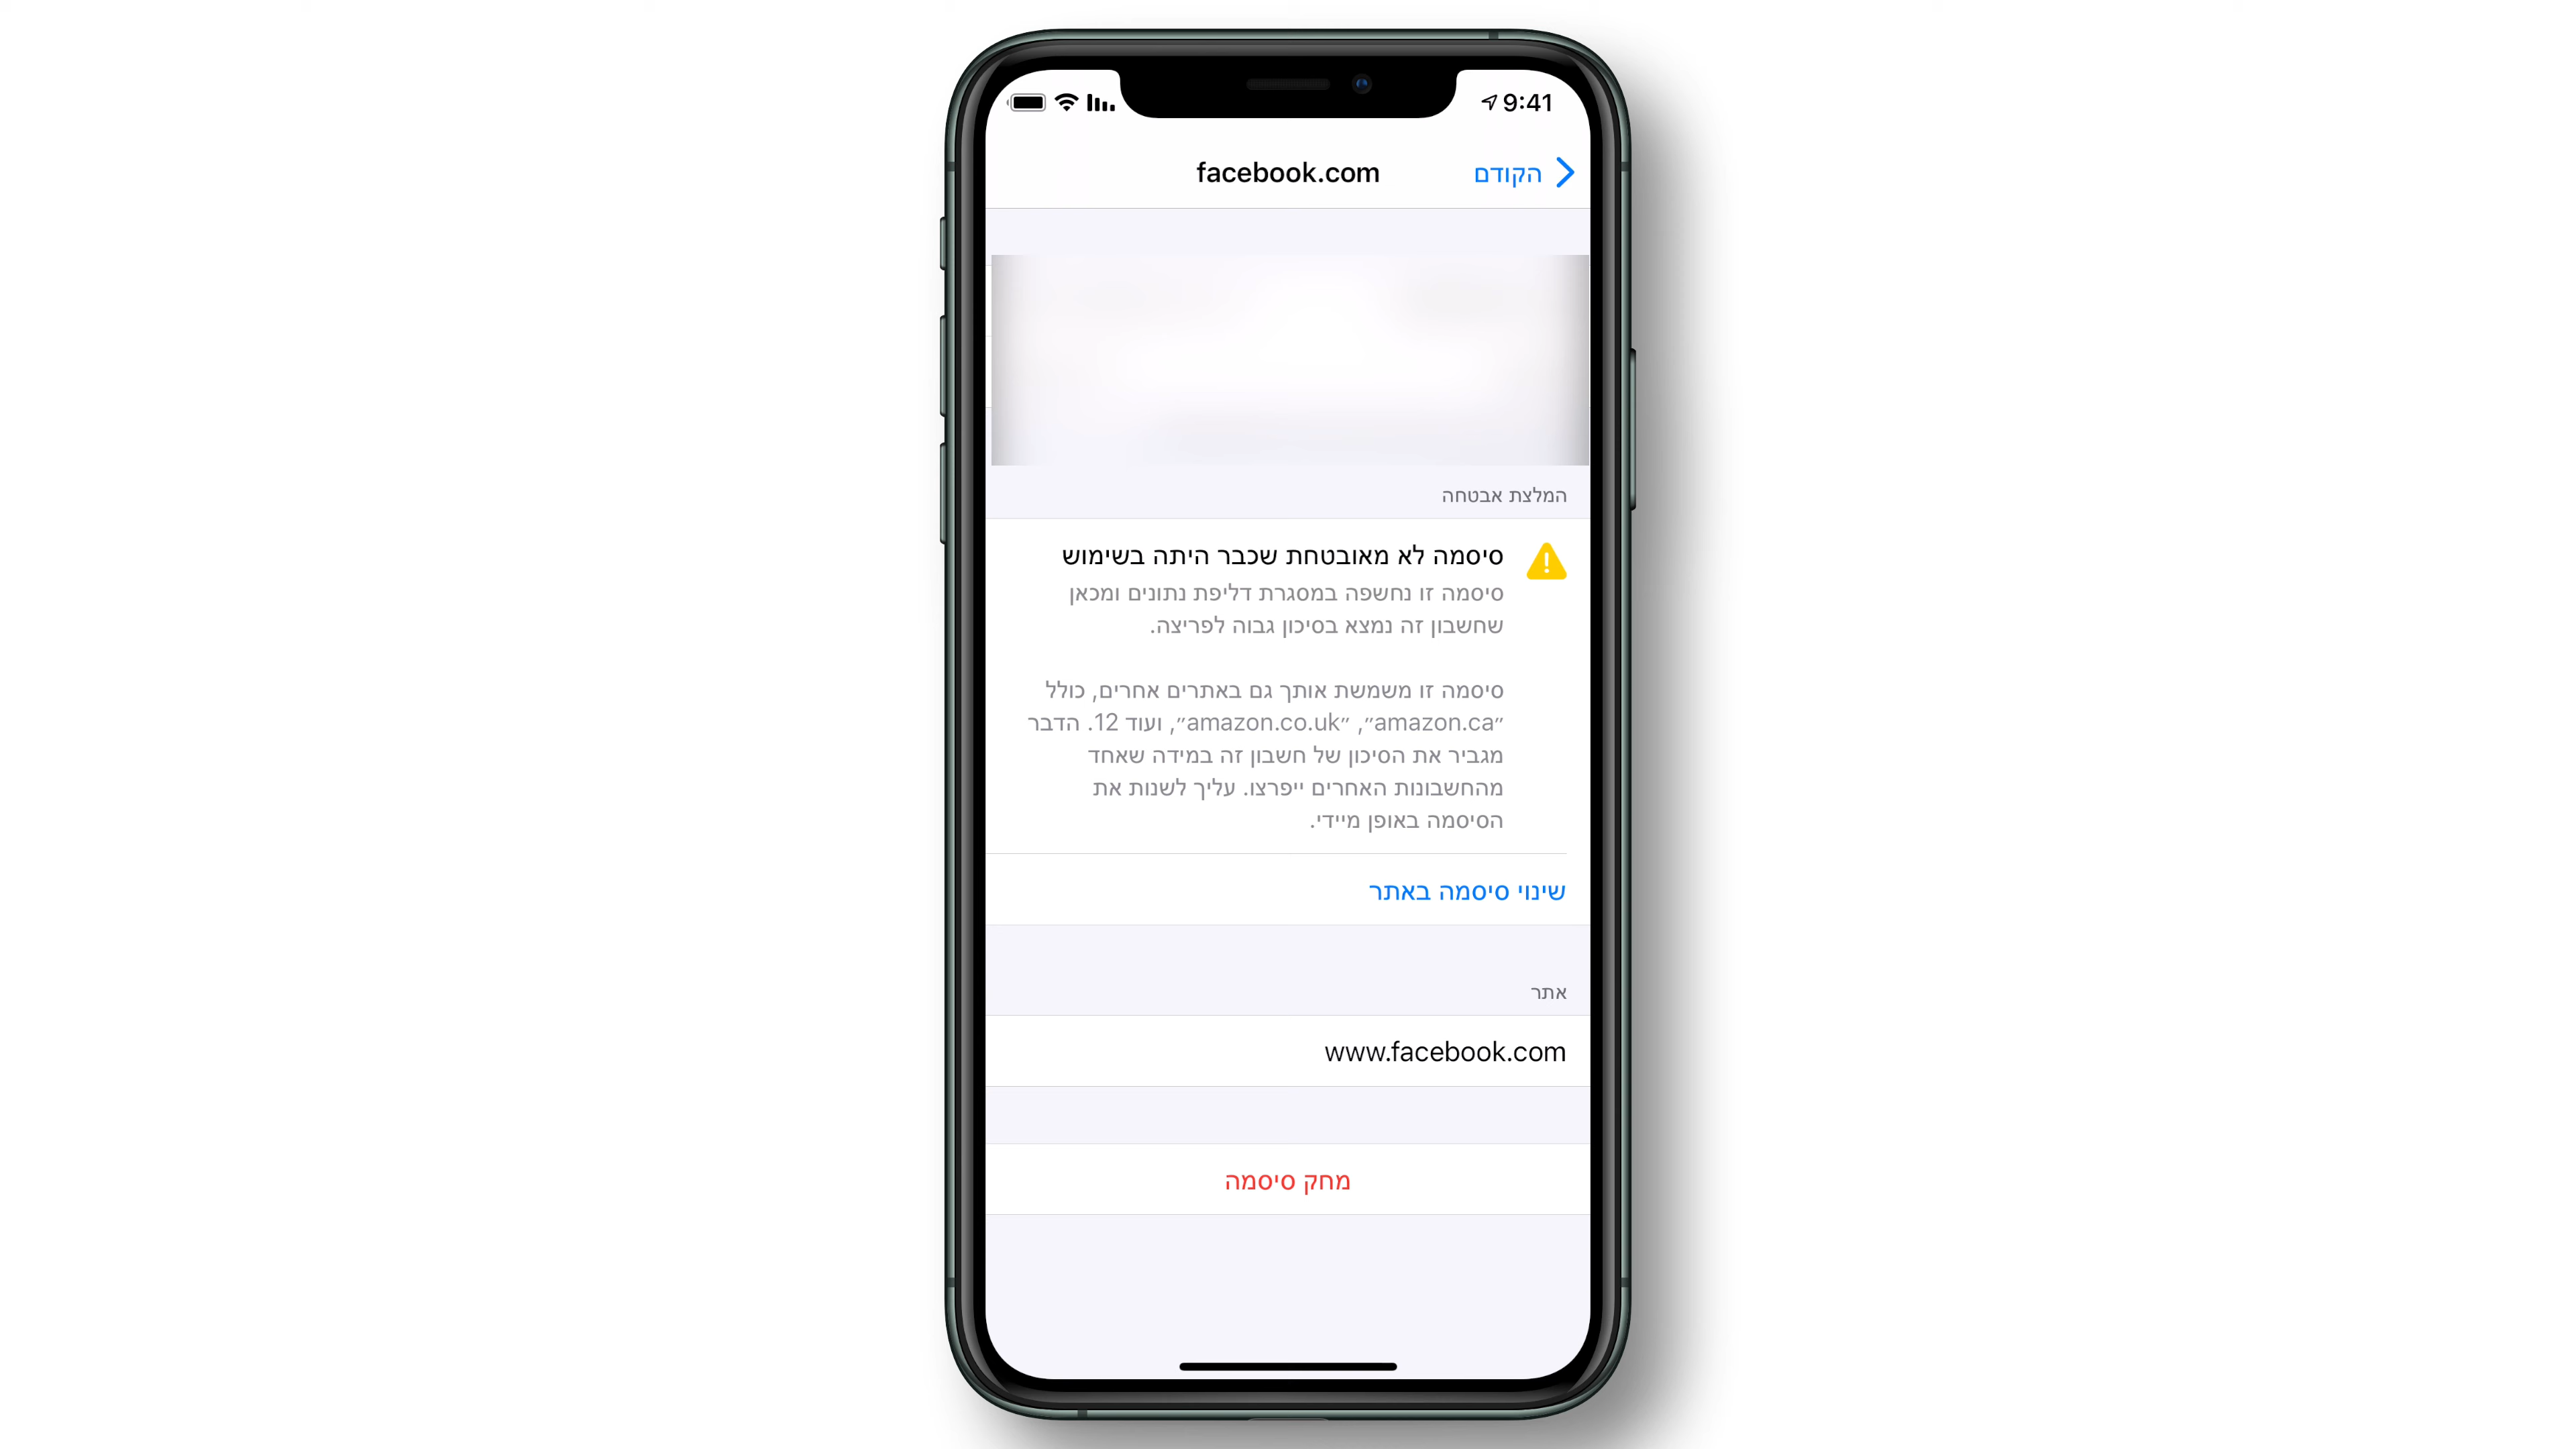 9:41
הקודם
facebook.com
המלצת אבטחה
סיסמה לא מאובטחת שכבר היתה בשימוש
סיסמה זו נחשפה במסגרת דליפת נתונים ומכאן
שחשבון זה נמצא בסיכון גבוה לפריצה.
סיסמה זו משמשת אותך גם באתרים אחרים, כולל
״amazon.ca״, ״amazon.co.uk״, ועוד 12. הדבר
מגביר את הסיכון של חשבון זה במידה שאחד
מהחשבונות האחרים ייפרצו. עליך לשנות את
הסיסמה באופן מיידי.
שינוי סיסמה באתר
אתר
www.facebook.com
מחק סיסמה